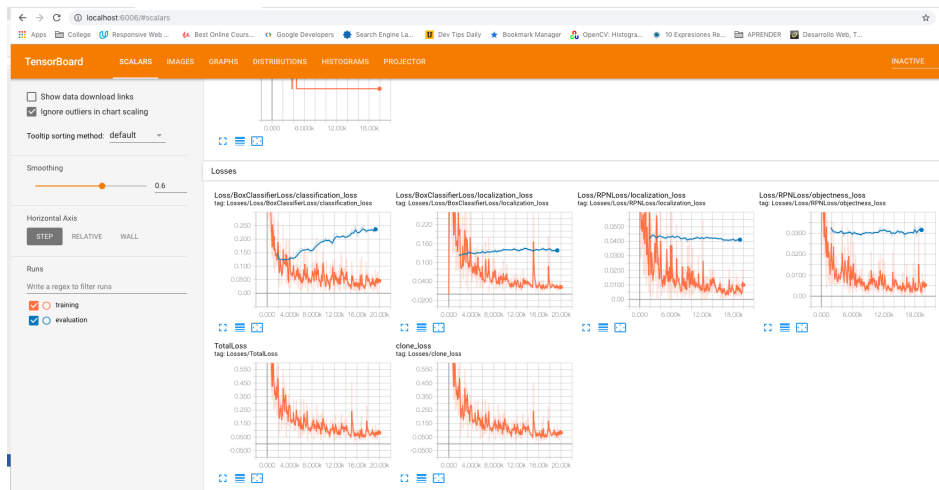 localhost:6006/#scalars
Apps College Responsive Web ... Best Online Cours... Google Developers Search Engine La... Dev Tips Daily Bookmark Manager OpenCV: Histogra... 10 Expresiones Re... APRENDER Desarrollo Web, T...
TensorBoard SCALARS IMAGES GRAPHS DISTRIBUTIONS HISTOGRAMS PROJECTOR INACTIVE
Show data download links
Ignore outliers in chart scaling
Tooltip sorting method: default
Smoothing
0.6
Horizontal Axis
STEP RELATIVE WALL
Runs
Write a regex to filter runs
training
evaluation
0.000 6.000k 12.00k 18.00k
Losses
Loss/BoxClassifierLoss/classification_loss
tag: Losses/Loss/BoxClassifierLoss/classification_loss
0.250
0.200
0.150
0.100
0.0500
0.00
0.000 4.000k 8.000k 12.00k 16.00k 20.00k
Loss/BoxClassifierLoss/localization_loss
tag: Losses/Loss/BoxClassifierLoss/localization_loss
0.220
0.160
0.100
0.0400
-0.0200
0.000 4.000k 8.000k 12.00k 16.00k 20.00k
Loss/RPNLoss/localization_loss
tag: Losses/Loss/RPNLoss/localization_loss
0.0500
0.0400
0.0300
0.0200
0.0100
0.00
0.000 6.000k 12.00k 18.00k
Loss/RPNLoss/objectness_loss
tag: Losses/Loss/RPNLoss/objectness_loss
0.0300
0.0100
0.00
0.000 6.000k 12.00k 18.00k
TotalLoss
tag: Losses/TotalLoss
0.550
0.450
0.350
0.250
0.150
0.0500
-0.0500
0.000 4.000k 8.000k 12.00k 16.00k 20.00k
clone_loss
tag: Losses/clone_loss
0.550
0.450
0.350
0.250
0.150
0.0500
-0.0500
0.000 4.000k 8.000k 12.00k 16.00k 20.00k